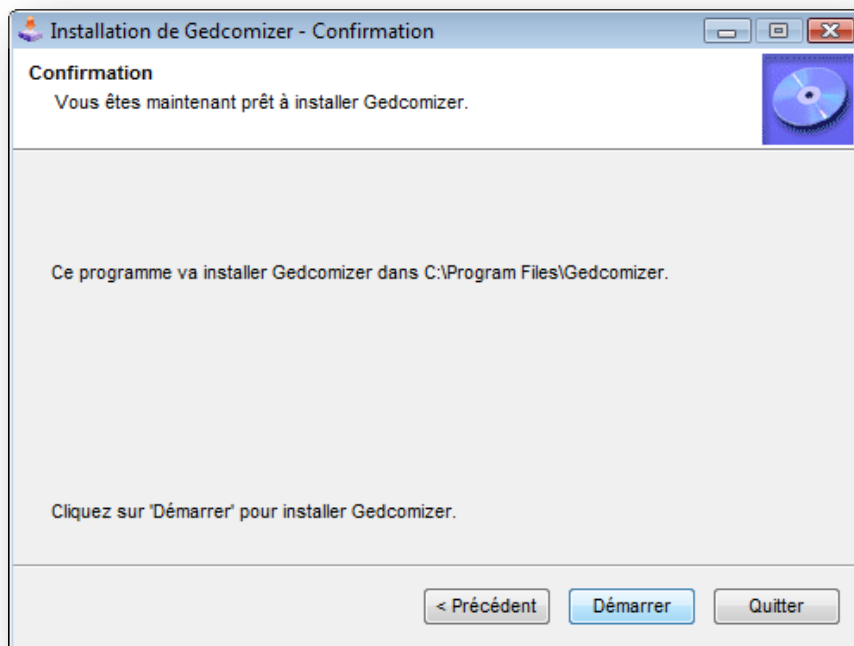 Installation de Gedcomizer - Confirmation
Confirmation
Vous êtes maintenant prêt à installer Gedcomizer.
Ce programme va installer Gedcomizer dans C:\Program Files\Gedcomizer.
Cliquez sur 'Démarrer' pour installer Gedcomizer.
< Précédent Démarrer Quitter